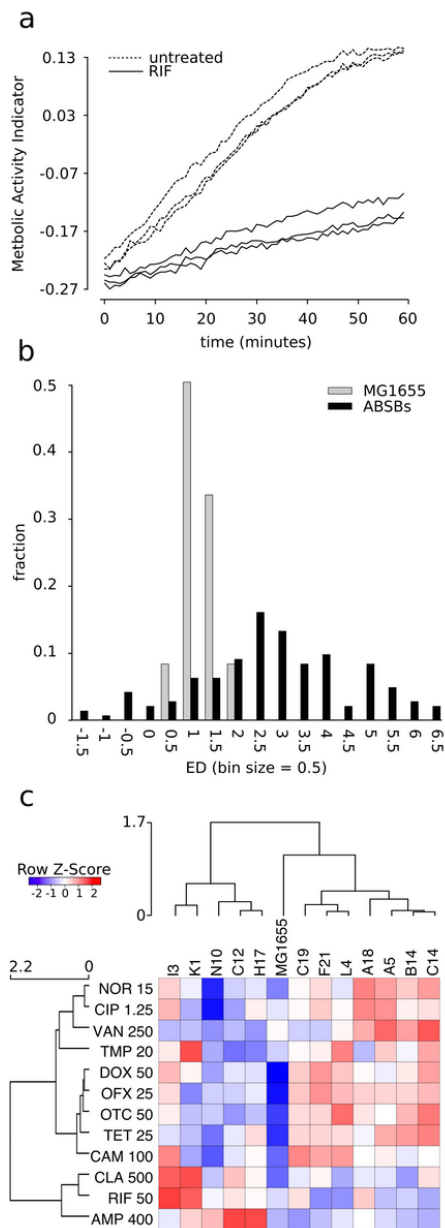 a
0.13
0.03
-0.07
-0.17
-0.27
Metbolic Activity Indicator
untreated
RIF
0 10 20 30 40 50 60
time (minutes)
b
0.5
0.4
0.3
0.2
0.1
0
fraction
MG1655
ABSBs
-1.5 -1 -0.5 0 0.5 1 1.5 2 2.5 3 3.5 4 4.5 5 5.5 6 6.5
ED (bin size = 0.5)
c
1.7
0
Row Z-Score
-2 -1 0 1 2
2.2 0
I3 K1 N10 C12 H17 MG1655 C19 F21 L4 A18 A5 B14 C14
NOR 15
CIP 1.25
VAN 250
TMP 20
DOX 50
OFX 25
OTC 50
TET 25
CAM 100
CLA 500
RIF 50
AMP 400